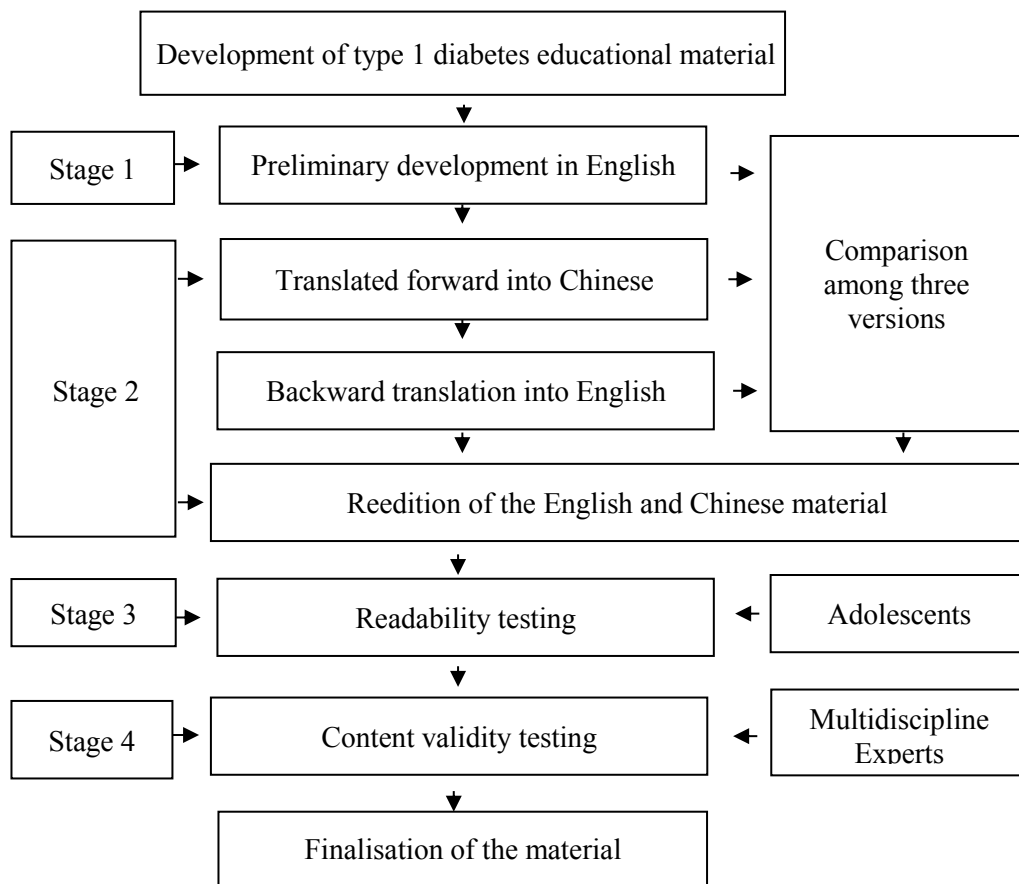 Development of type 1 diabetes educational material
Stage 1
Preliminary development in English
Comparison
among three
versions
Stage 2
Translated forward into Chinese
Backward translation into English
Reedition of the English and Chinese material
Stage 3
Readability testing
Adolescents
Stage 4
Content validity testing
Multidiscipline
Experts
Finalisation of the material